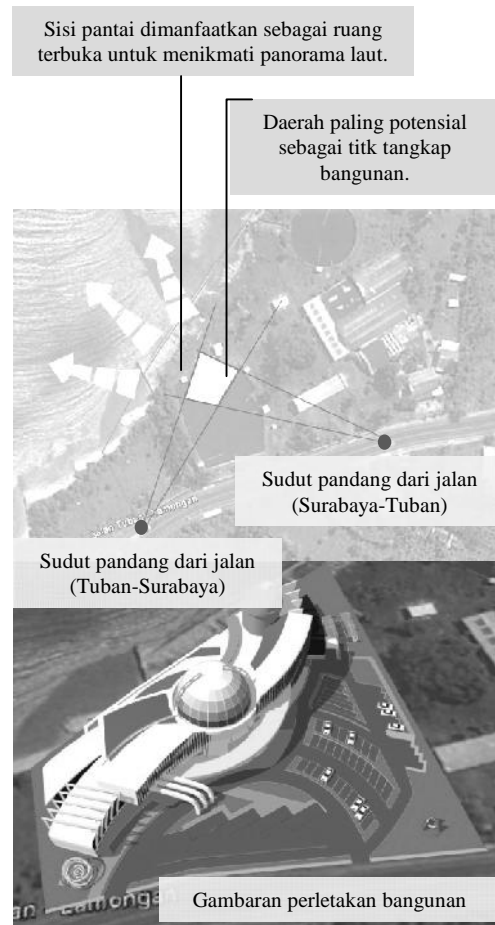 Sisi pantai dimanfaatkan sebagai ruang
terbuka untuk menikmati panorama laut.
Daerah paling potensial
sebagai titk tangkap
bangunan.
Sudut pandang dari jalan
(Surabaya-Tuban)
Sudut pandang dari jalan
(Tuban-Surabaya)
Gambaran perletakan bangunan